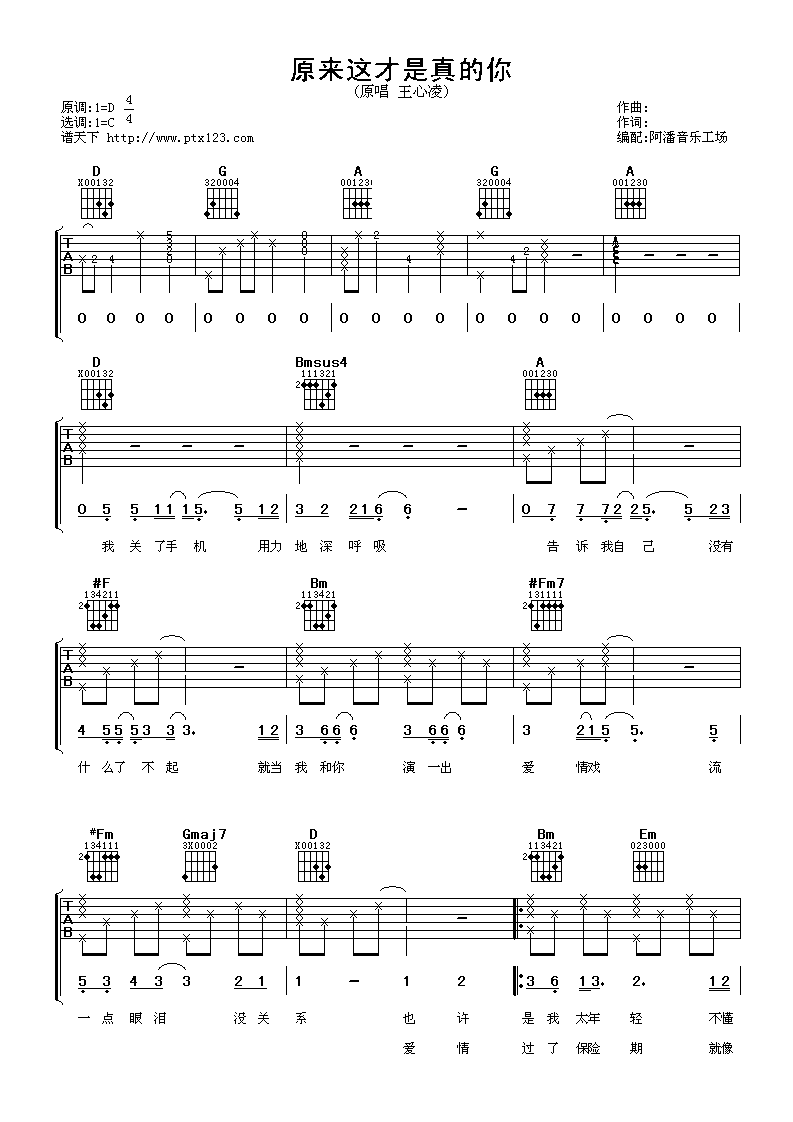 原来这才是真的你
(原唱 王心凌)
原调:1=D 4/4
选调:1=C
谱天下 http://www.ptx123.com
作曲:
作词:
编配:阿潘音乐工场
D G A G A
X00132 320004 001230 320004 001230
T A B
0 0 0 0 0 0 0 0 0 0 0 0 0 0 0 0 0 0 0 0
D Bmsus4 A
X00132 2 111321 001230
T A B
0 5 5 11 15. 5 12 3 2 216 6 - 0 7 7 72 25. 5 23
我 关 了手 机 用力 地 深 呼 吸 告 诉 我自 己 没有
#F Bm #Fm7
2 134211 2 113421 2 131111
T A B
4 55 53 3 3. 12 3 66 6 3 66 6 3 21 5 5. 5
什 么了 不 起 就当 我 和你 演 一出 爱 情戏 流
#Fm Gmaj7 D Bm Em
2 134111 3X0002 X00132 2 113421 023000
T A B
5 3 4 3 3 2 1 1 - 1 2 3 6 13. 2. 12
一 点 眼 泪 没 关 系 也 许 是 我 太年 轻 不懂
爱 情 过 了 保险 期 就像